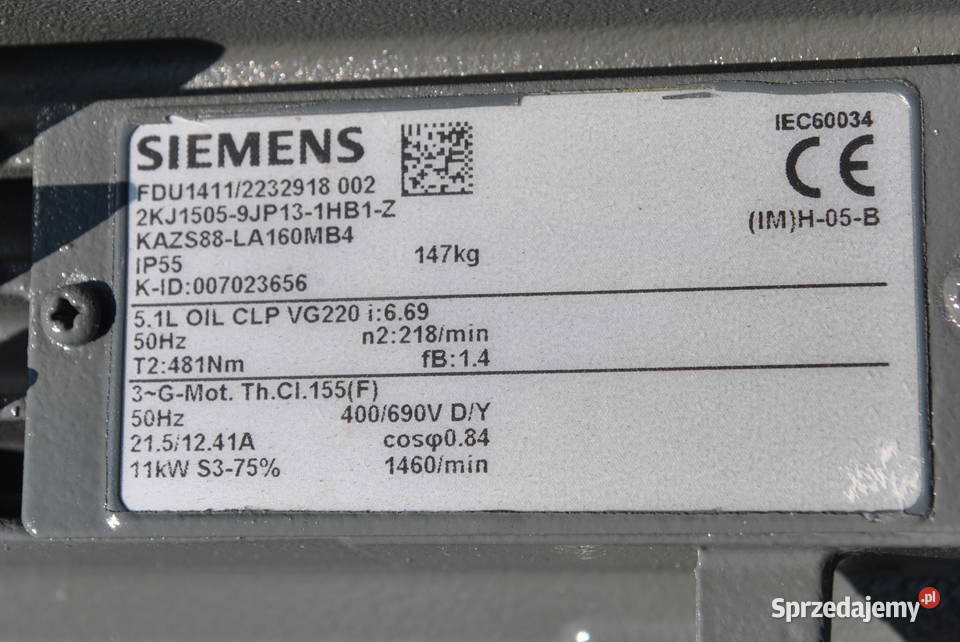 SIEMENS
IEC60034
CE
FDU1411/2232918 002
2KJ1505-9JP13-1HB1-Z
(IM)H-05-B
KAZS88-LA160MB4
IP55 147kg
K-ID:007023656
5.1L OIL CLP VG220 i:6.69
50Hz n2:218/min
T2:481Nm fB:1.4
3~G-Mot. Th.Cl.155(F)
50Hz 400/690V D/Y
21.5/12.41A cosφ0.84
11kW S3-75% 1460/min
Sprzedajemy.pl